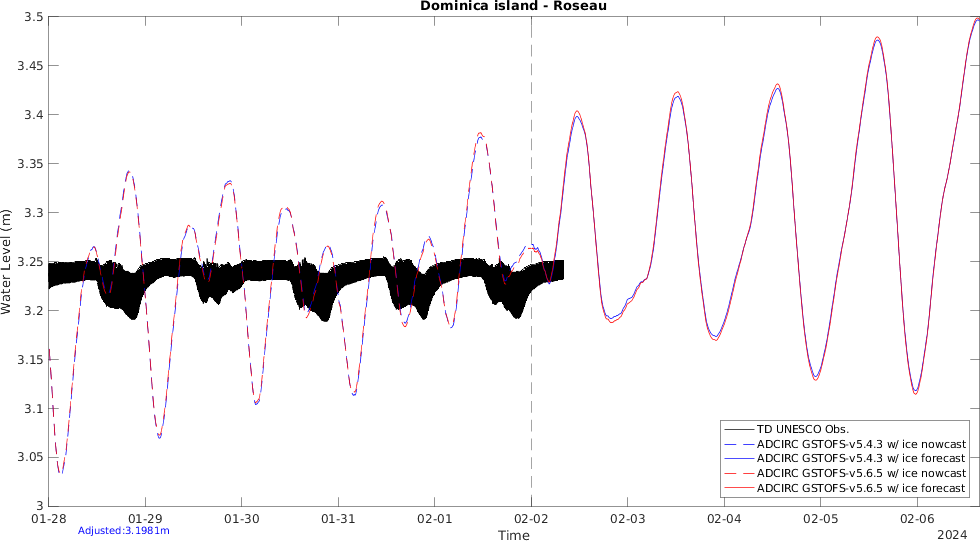 Dominica island - Roseau
3.5
3.45
3.4
3.35
3.3
3.25
3.2
3.15
3.1
3.05
3
Water Level (m)
TD UNESCO Obs.
ADCIRC GSTOFS-v5.4.3 w/ ice nowcast
ADCIRC GSTOFS-v5.4.3 w/ ice forecast
ADCIRC GSTOFS-v5.6.5 w/ ice nowcast
ADCIRC GSTOFS-v5.6.5 w/ ice forecast
01-28 01-29 01-30 01-31 02-01 02-02 02-03 02-04 02-05 02-06
Adjusted:3.1981m
Time
2024